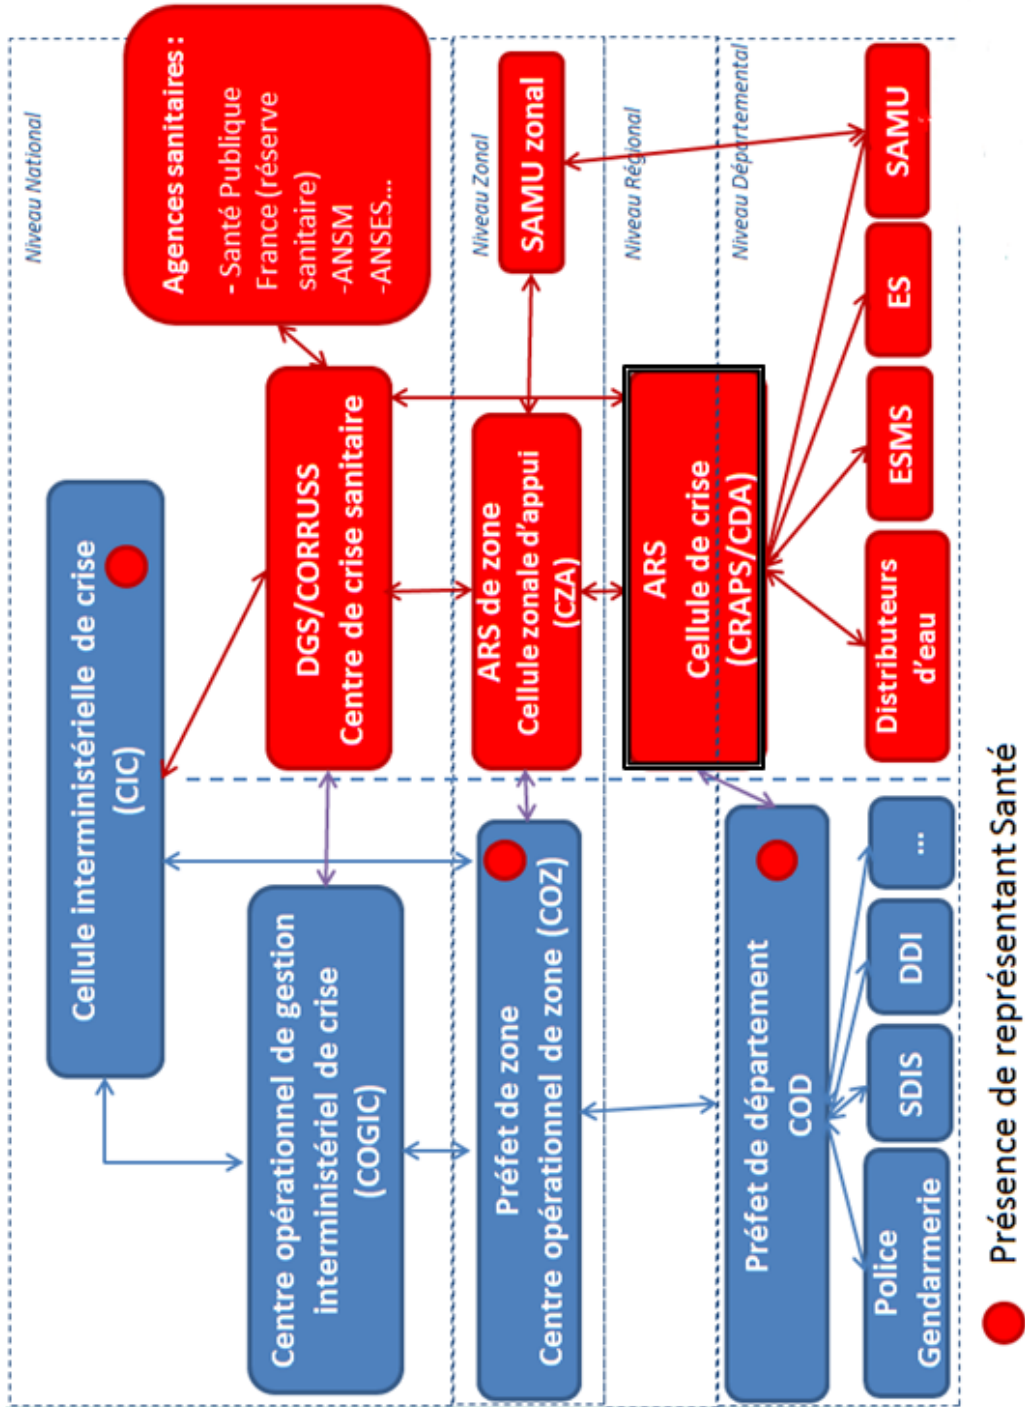 Niveau National
Cellule interministérielle de crise
(CIC)
Agences sanitaires :
- Santé Publique
France (réserve
sanitaire)
-ANSM
-ANSES...
Centre opérationnel de gestion
interministériel de crise
(COGIC)
DGS/CORRUSS
Centre de crise sanitaire
Niveau Zonal
Préfet de zone
Centre opérationnel de zone (COZ)
ARS de zone
Cellule zonale d'appui
(CZA)
SAMU zonal
Niveau Régional
ARS
Cellule de crise
(CRAPS/CDA)
Niveau Départemental
Préfet de département
COD
Police
Gendarmerie
SDIS
DDI
...
Distributeurs
d'eau
ESMS
ES
SAMU
Présence de représentant Santé